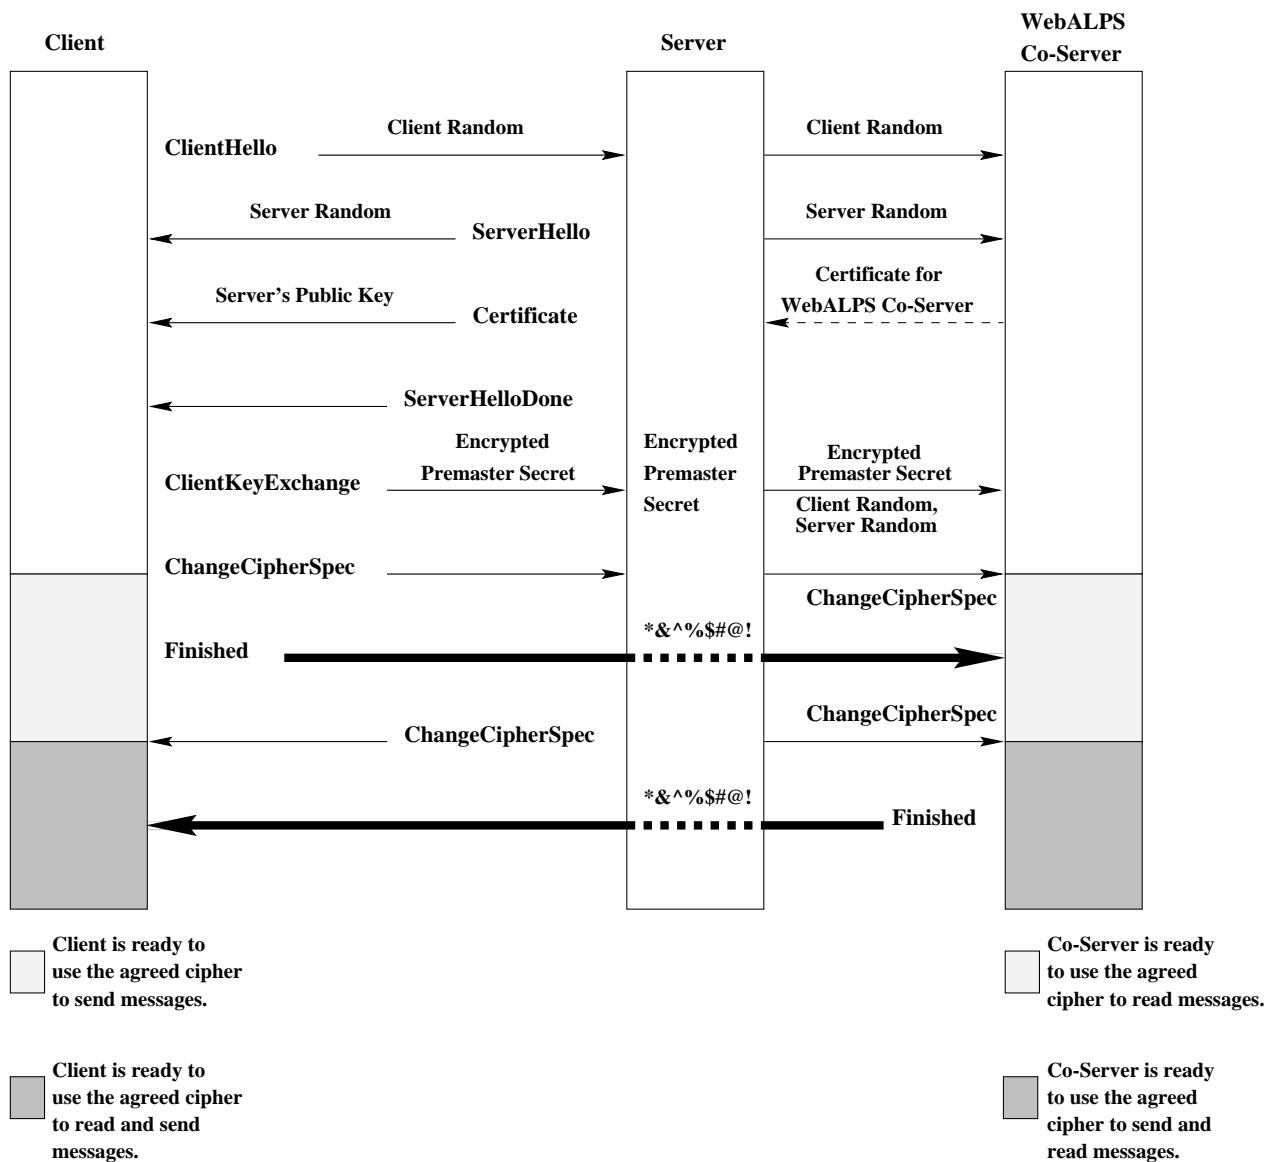 Client
Server
WebALPS
Co-Server
Client Random
Client Random
ClientHello
Server Random
Server Random
ServerHello
Certificate for
WebALPS Co-Server
Server's Public Key
Certificate
ServerHelloDone
Encrypted
Premaster Secret
Encrypted
Premaster
Secret
Encrypted
Premaster Secret
Client Random,
Server Random
ClientKeyExchange
ChangeCipherSpec
ChangeCipherSpec
*&^%$#@!
Finished
ChangeCipherSpec
ChangeCipherSpec
*&^%$#@!
Finished
Client is ready to
use the agreed cipher
to send messages.
Co-Server is ready
to use the agreed
cipher to read messages.
Client is ready to
use the agreed cipher
to read and send
messages.
Co-Server is ready
to use the agreed
cipher to send and
read messages.